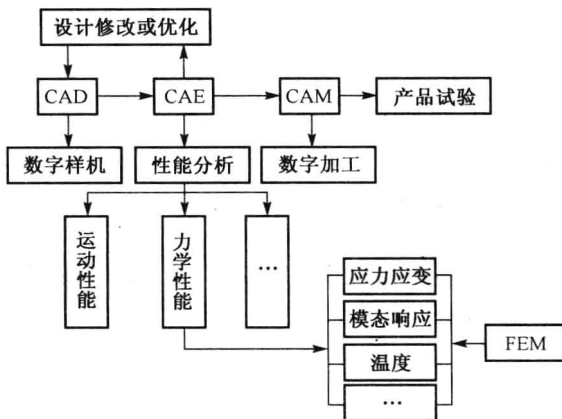 设计修改或优化
CAD
CAE
CAM
产品试验
数字样机
性能分析
数字加工
运动性能
力学性能
…
应力应变
模态响应
温度
…
FEM